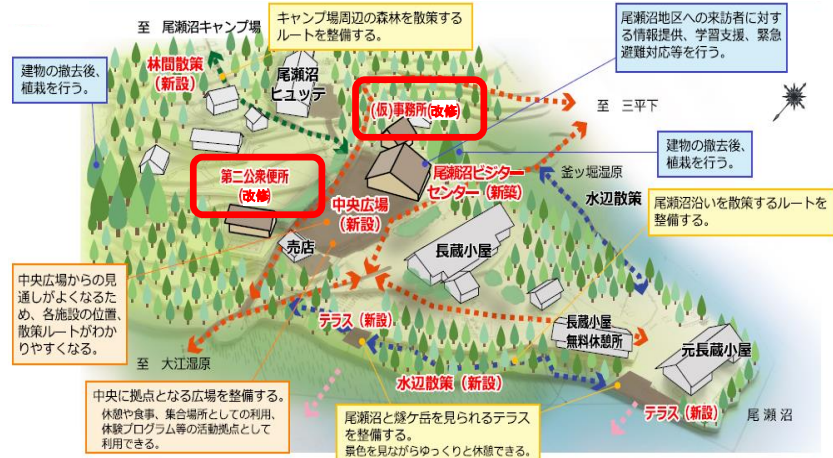 至 尾瀬沼キャンプ場
キャンプ場周辺の森林を散策する
ルートを整備する。
尾瀬沼地区への来訪者に対す
る情報提供、学習支援、緊急
避難対応等を行う。
建物の撤去後、
植栽を行う。
林間散策
(新設)
尾瀬沼
ヒュッテ
(仮)事務所(改修)
至 三平下
建物の撤去後、
植栽を行う。
第二公衆便所
(改修)
尾瀬沼ビジター
センター(新築)
釜ッ堀湿原
水辺散策
中央広場
(新設)
尾瀬沼沿いを散策するルートを
整備する。
売店
長蔵小屋
中央広場からの見
通しがよくなるた
め、各施設の位置、
散策ルートがわか
りやすくなる。
テラス(新設)
長蔵小屋
無料休憩所
元長蔵小屋
至 大江湿原
水辺散策(新設)
テラス(新設)
尾瀬沼
中央に拠点となる広場を整備する。
休憩や食事、集合場所としての利用、
体験プログラム等の活動拠点として
利用できる。
尾瀬沼と燧ケ岳を見られるテラス
を整備する。
景色を見ながらゆっくりと休憩できる。